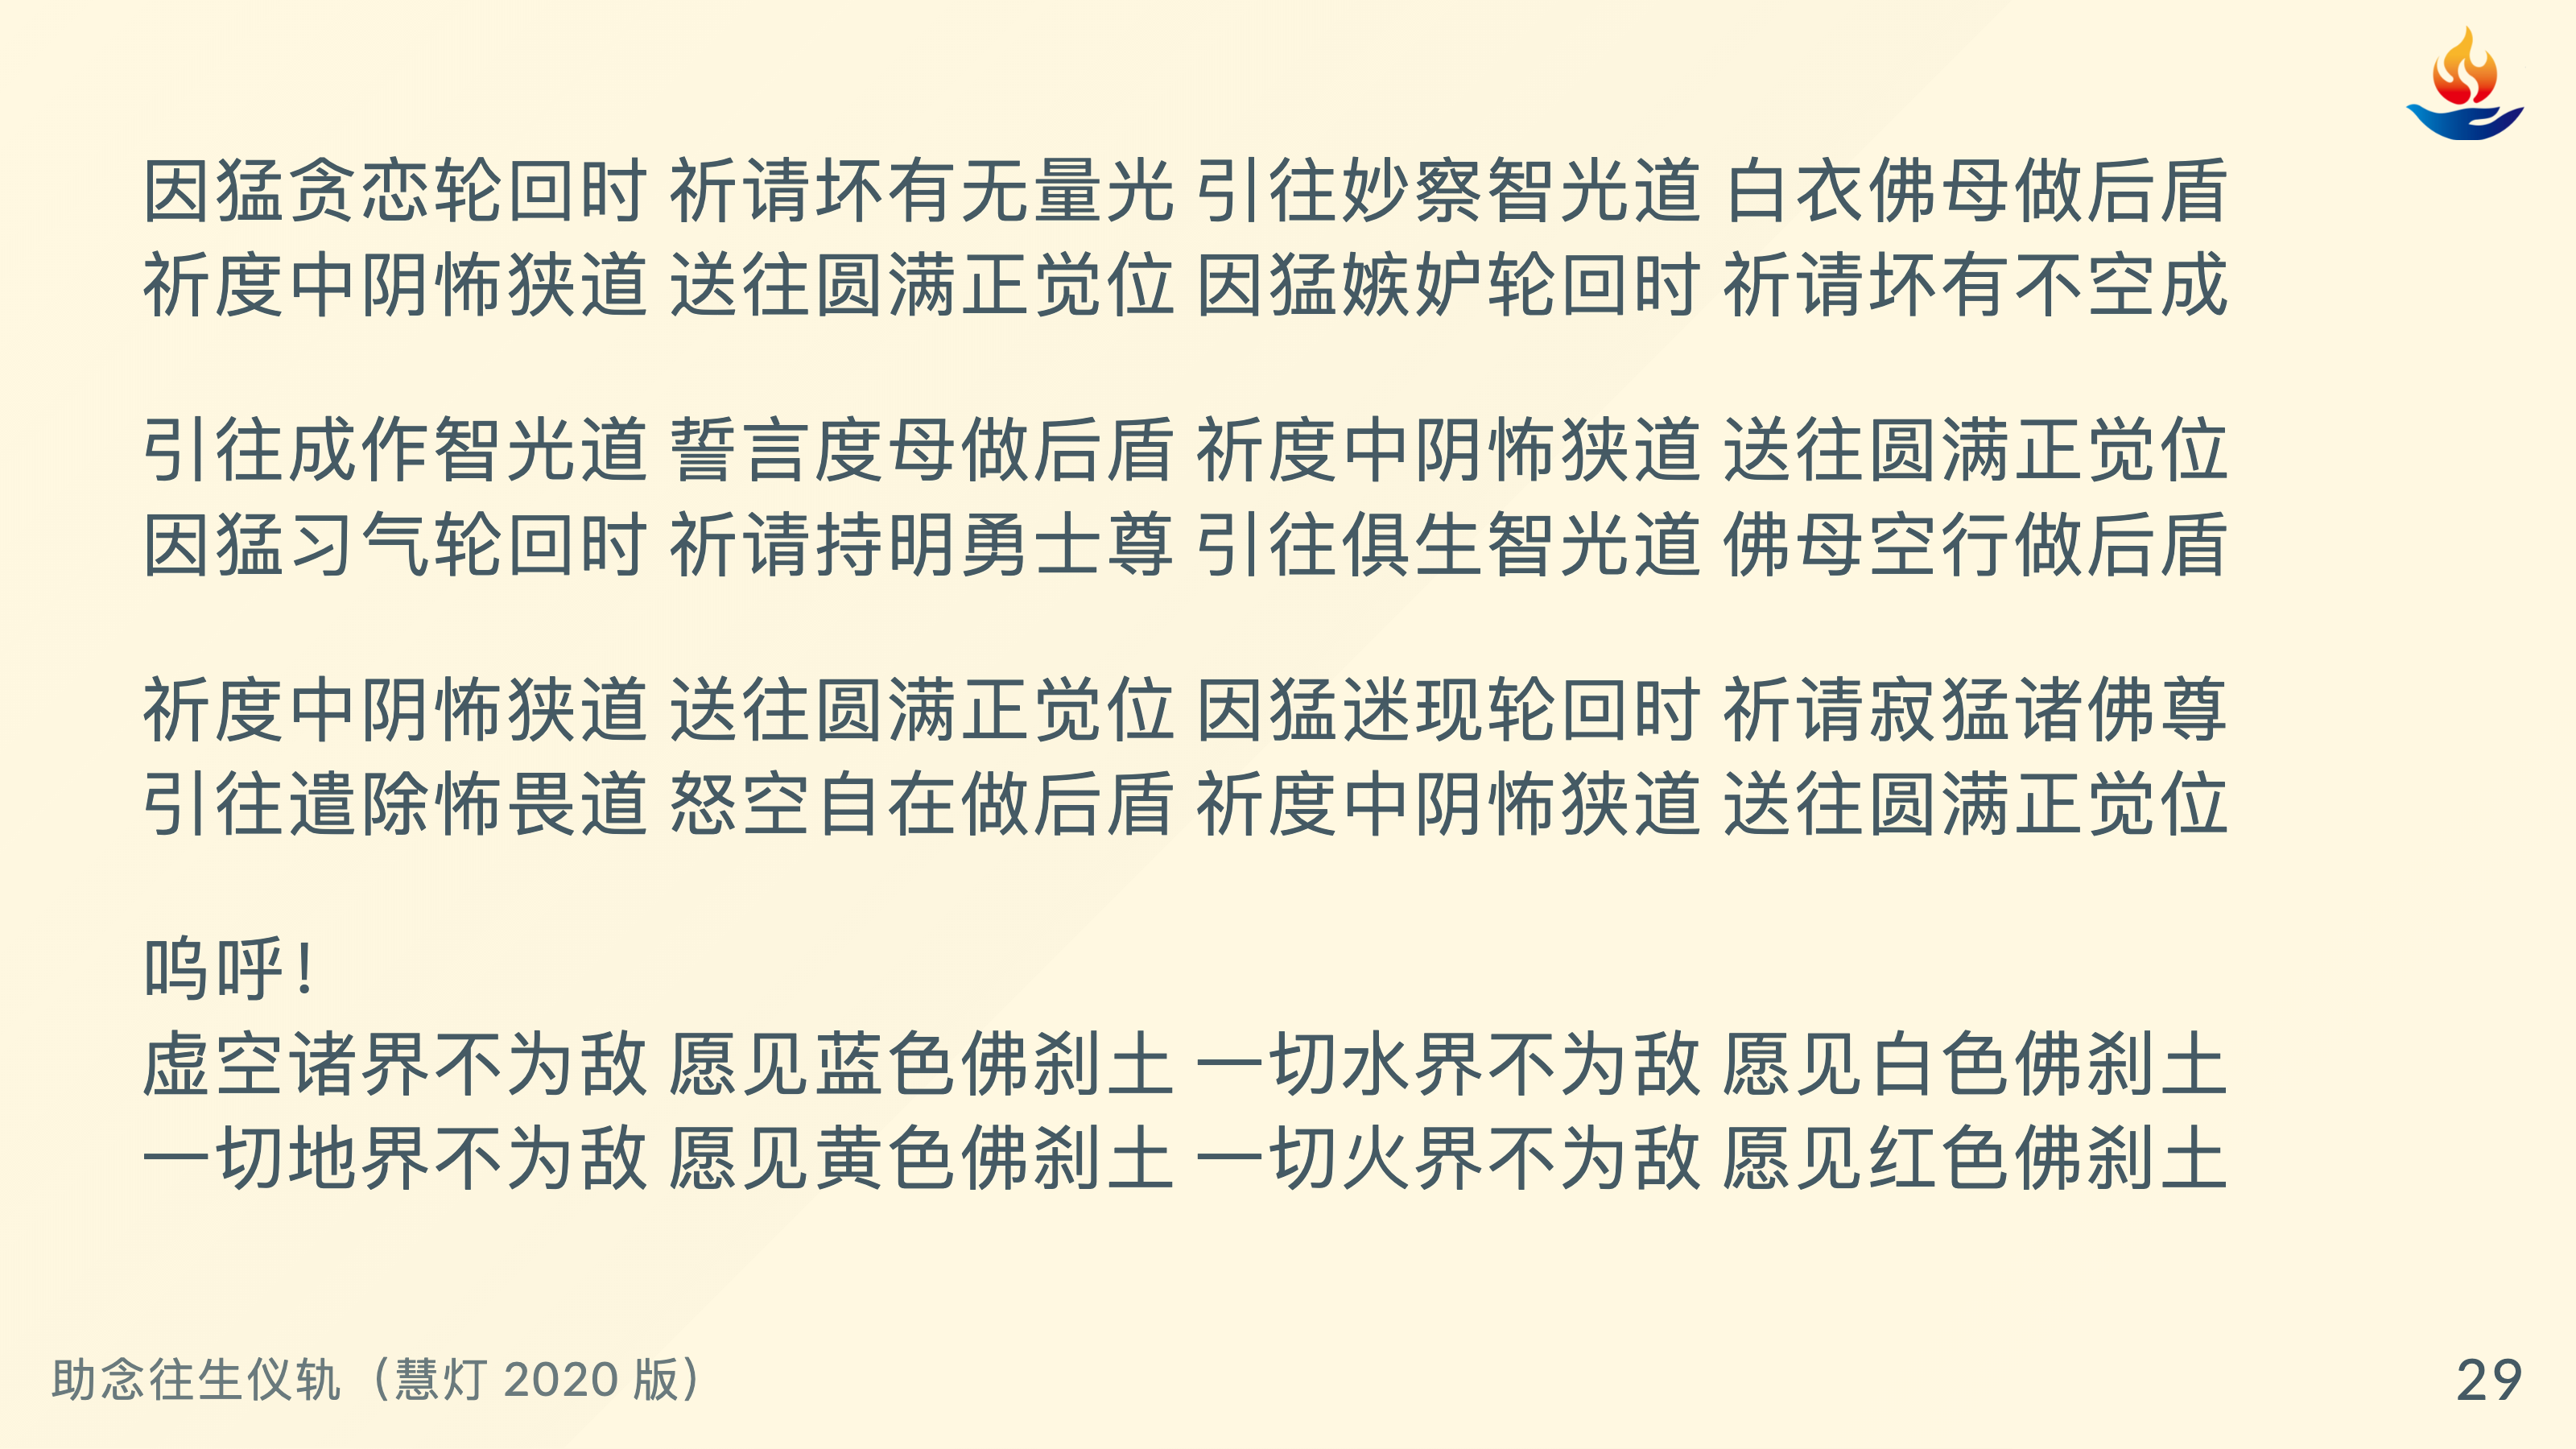 因猛贪恋轮回时 祈请坏有无量光 引往妙察智光道 白衣佛母做后盾
祈度中阴怖狭道 送往圆满正觉位 因猛嫉妒轮回时 祈请坏有不空成
引往成作智光道 誓言度母做后盾 祈度中阴怖狭道 送往圆满正觉位
因猛习气轮回时 祈请持明勇士尊 引往俱生智光道 佛母空行做后盾
祈度中阴怖狭道 送往圆满正觉位 因猛迷现轮回时 祈请寂猛诸佛尊
引往遣除怖畏道 怒空自在做后盾 祈度中阴怖狭道 送往圆满正觉位
呜呼！
虚空诸界不为敌 愿见蓝色佛刹土 一切水界不为敌 愿见白色佛刹土
一切地界不为敌 愿见黄色佛刹土 一切火界不为敌 愿见红色佛刹土
助念往生仪轨（慧灯 2020 版）
29